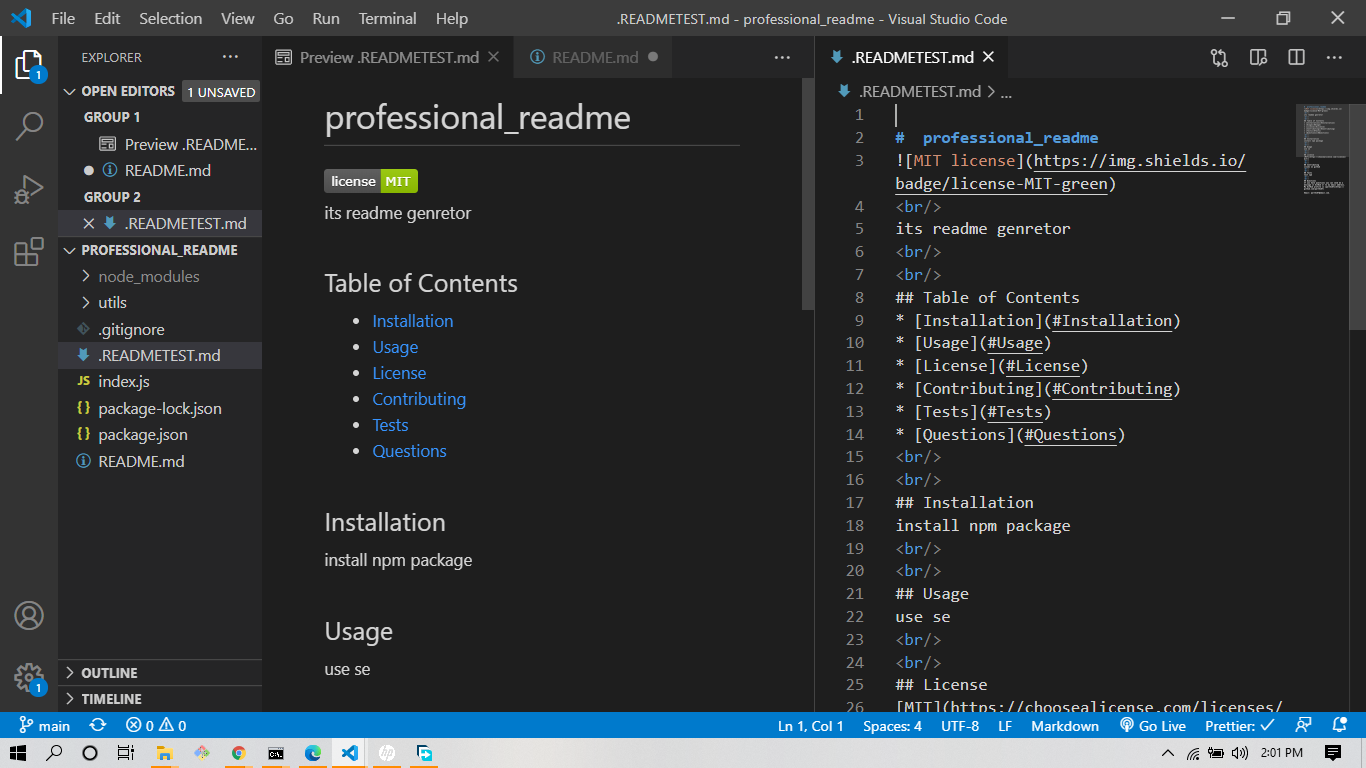 File Edit Selection View Go Run Terminal Help .READMETEST.md - professional_readme - Visual Studio Code
1
1
EXPLORER
OPEN EDITORS 1 UNSAVED
GROUP 1
Preview .README...
README.md
GROUP 2
.READMETEST.md
PROFESSIONAL_README
node_modules
utils
.gitignore
.READMETEST.md
JS index.js
{} package-lock.json
{} package.json
README.md
OUTLINE
TIMELINE
Preview .READMETEST.md README.md
professional_readme
license MIT
its readme genretor
Table of Contents
• Installation
• Usage
• License
• Contributing
• Tests
• Questions
Installation
install npm package
Usage
use se
.READMETEST.md
.READMETEST.md > ...
1
2 #  professional_readme
3 ![MIT license](https://img.shields.io/
badge/license-MIT-green)
4 <br/>
5 its readme genretor
6 <br/>
7 <br/>
8 ## Table of Contents
9 * [Installation](#Installation)
10 * [Usage](#Usage)
11 * [License](#License)
12 * [Contributing](#Contributing)
13 * [Tests](#Tests)
14 * [Questions](#Questions)
15 <br/>
16 <br/>
17 ## Installation
18 install npm package
19 <br/>
20 <br/>
21 ## Usage
22 use se
23 <br/>
24 <br/>
25 ## License
26 [MIT](https://choosealicense.com/licenses/
main 0 0 Ln 1, Col 1 Spaces: 4 UTF-8 LF Markdown Go Live Prettier: ✓
2:01 PM